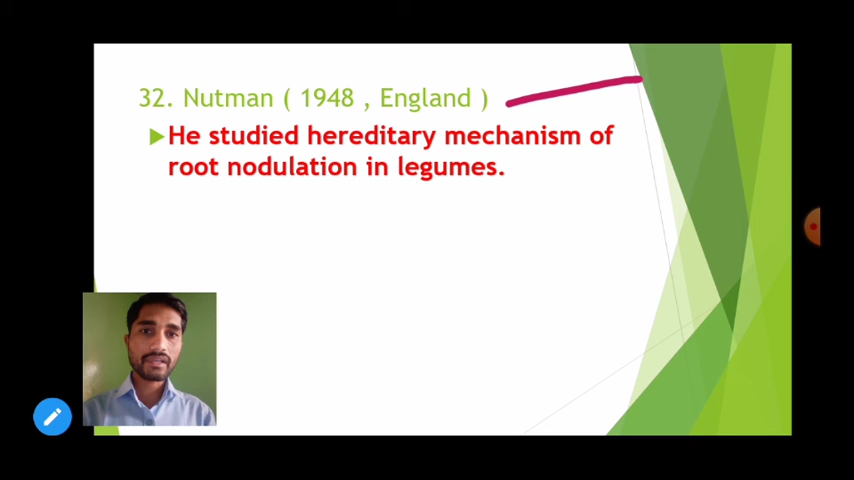 32. Nutman ( 1948 , England )
He studied hereditary mechanism of
root nodulation in legumes.